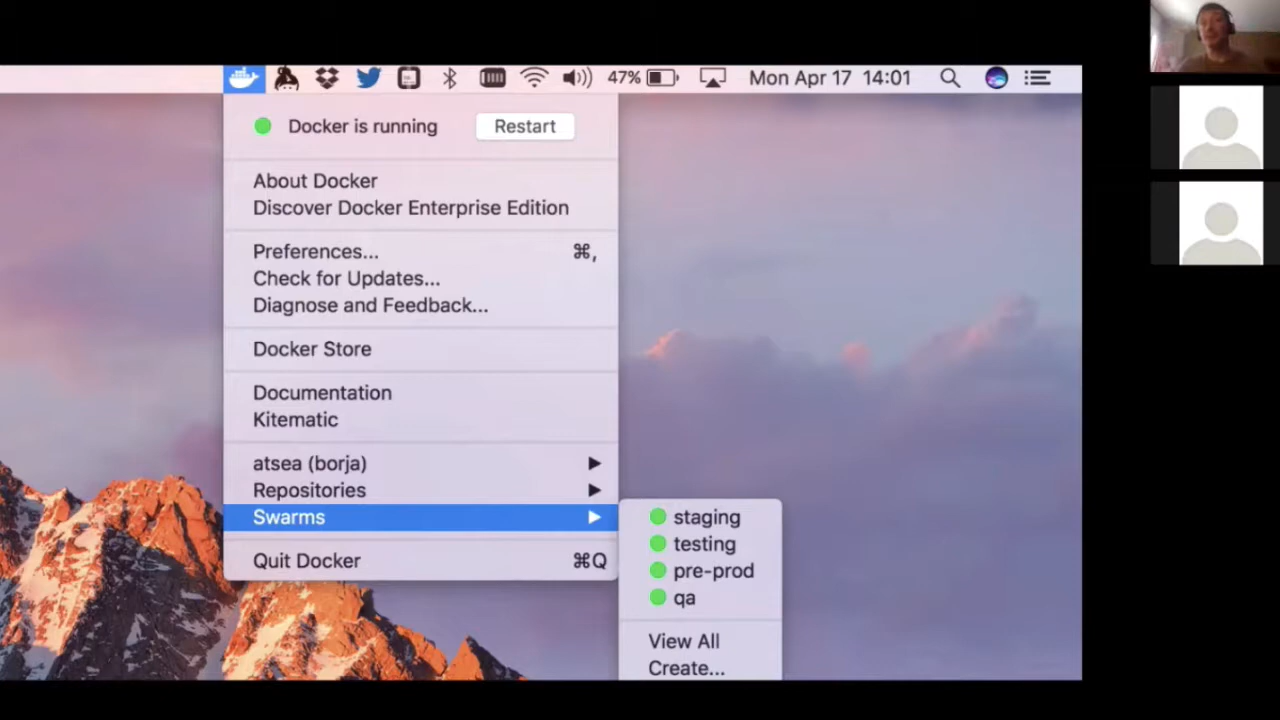 47% Mon Apr 17 14:01
Docker is running Restart
About Docker
Discover Docker Enterprise Edition
Preferences... ⌘,
Check for Updates...
Diagnose and Feedback...
Docker Store
Documentation
Kitematic
atsea (borja)
Repositories
Swarms
staging
testing
pre-prod
qa
View All
Create...
Quit Docker ⌘Q